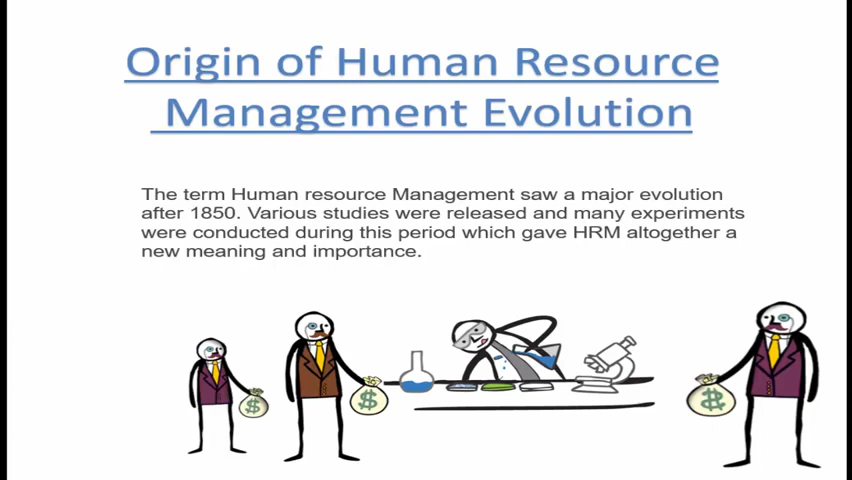 Origin of Human Resource
Management Evolution
The term Human resource Management saw a major evolution
after 1850. Various studies were released and many experiments
were conducted during this period which gave HRM altogether a
new meaning and importance.
$
$
$